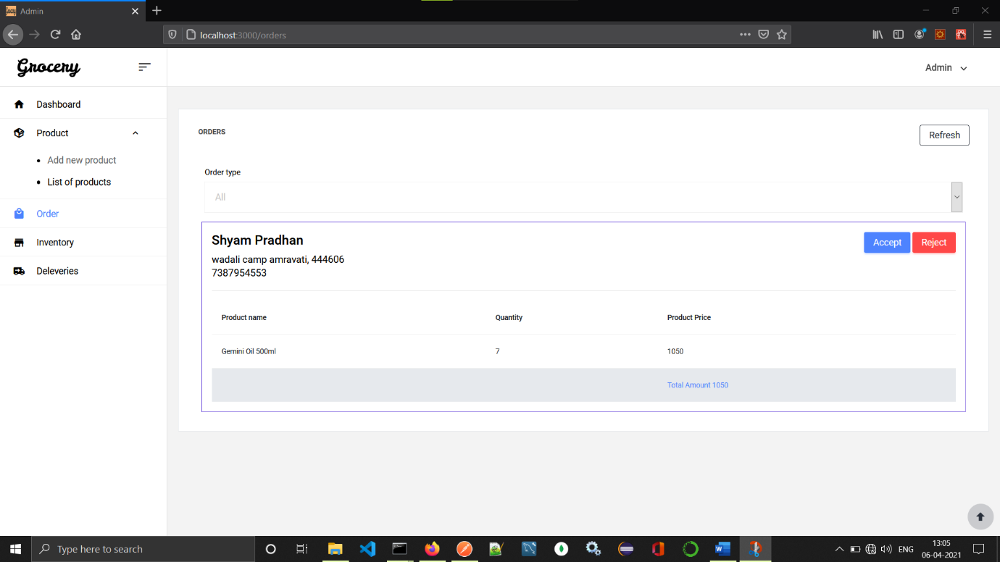 Admin
localhost:3000/orders
Grocery
Admin
Dashboard
Product
Add new product
List of products
Order
Inventory
Deleveries
ORDERS
Refresh
Order type
All
Shyam Pradhan
Accept Reject
wadali camp amravati, 444606
7387954553
Product name Quantity Product Price
Gemini Oil 500ml 7 1050
Total Amount 1050
Type here to search
ENG
13:05
06-04-2021